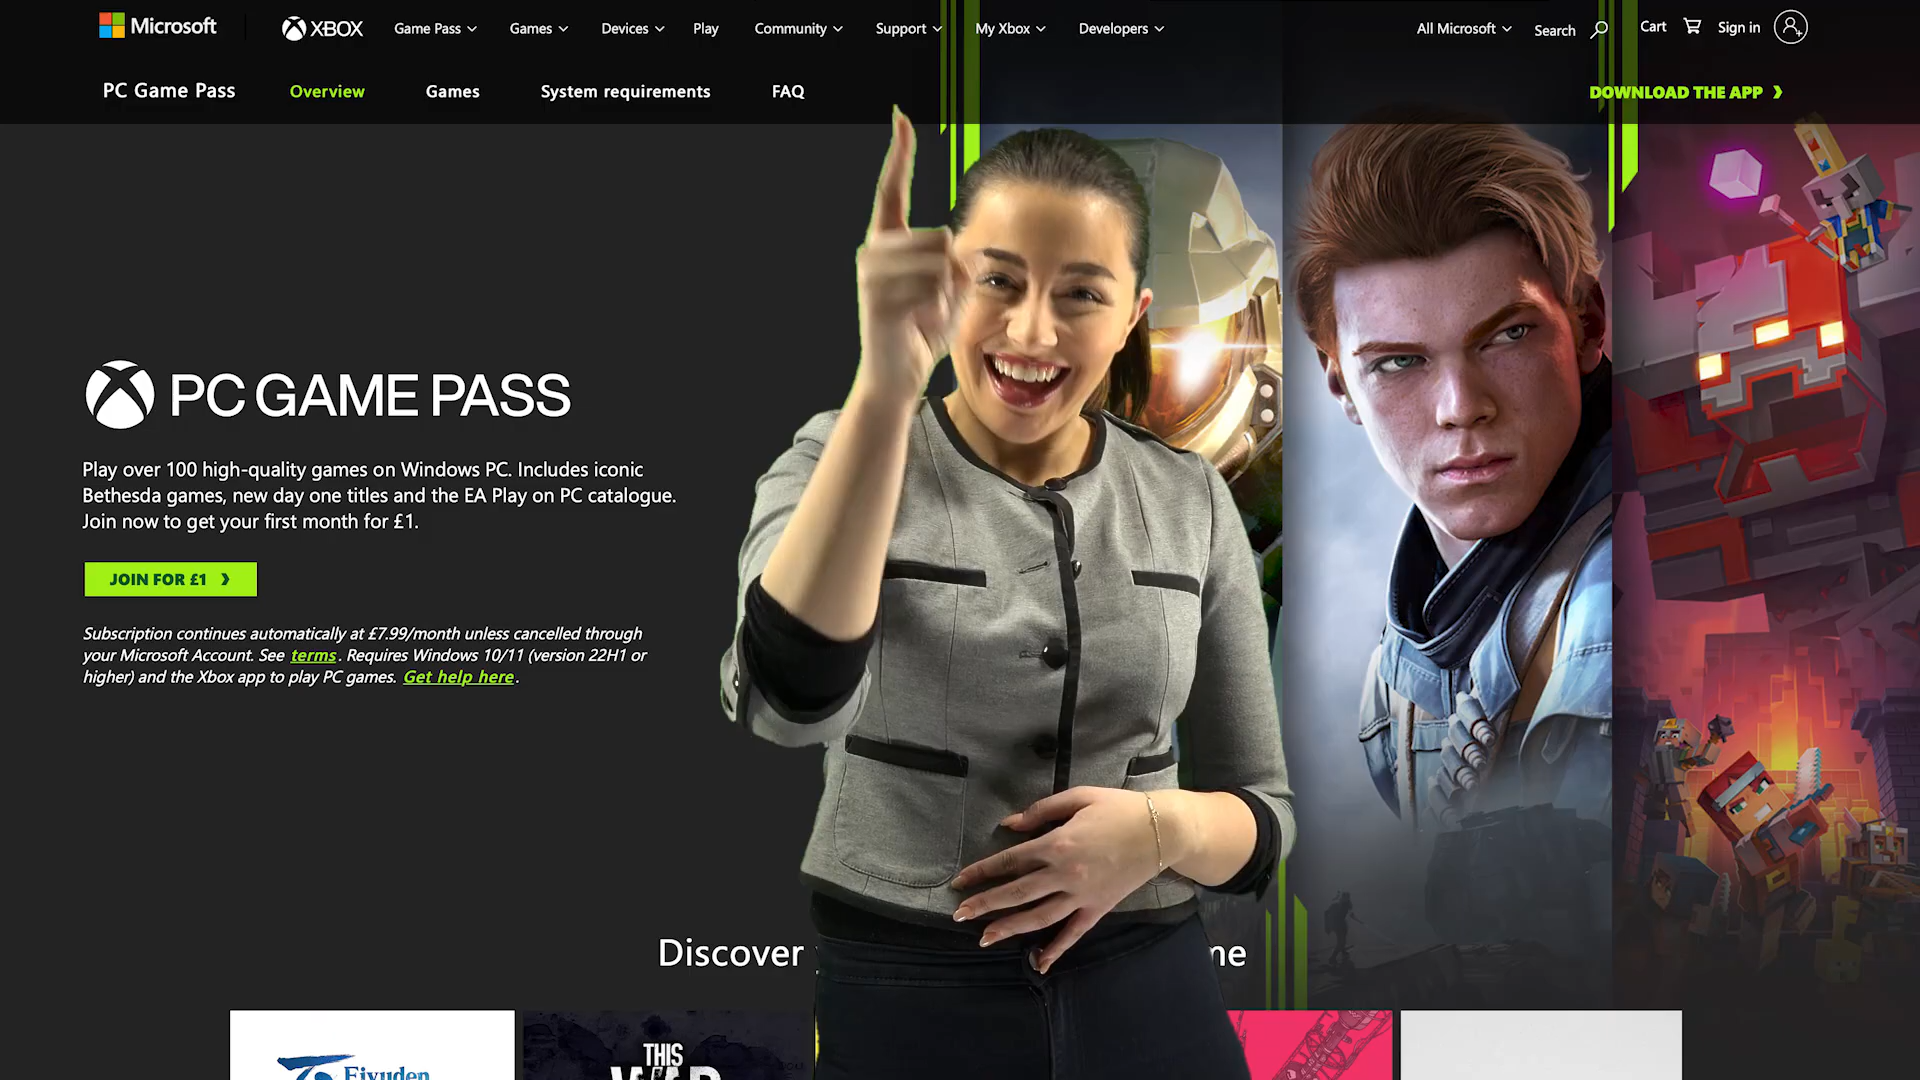 Microsoft
XBOX
Game Pass
Games
Devices
Play
Community
Support
My Xbox
Developers
All Microsoft
Search
Cart
Sign in
PC Game Pass
Overview
Games
System requirements
FAQ
DOWNLOAD THE APP
PC GAME PASS
Play over 100 high-quality games on Windows PC. Includes iconic
Bethesda games, new day one titles and the EA Play on PC catalogue.
Join now to get your first month for £1.
JOIN FOR £1
Subscription continues automatically at £7.99/month unless cancelled through
your Microsoft Account. See terms. Requires Windows 10/11 (version 22H1 or
higher) and the Xbox app to play PC games. Get help here.
Discover
Eiyuden
THIS
WAR